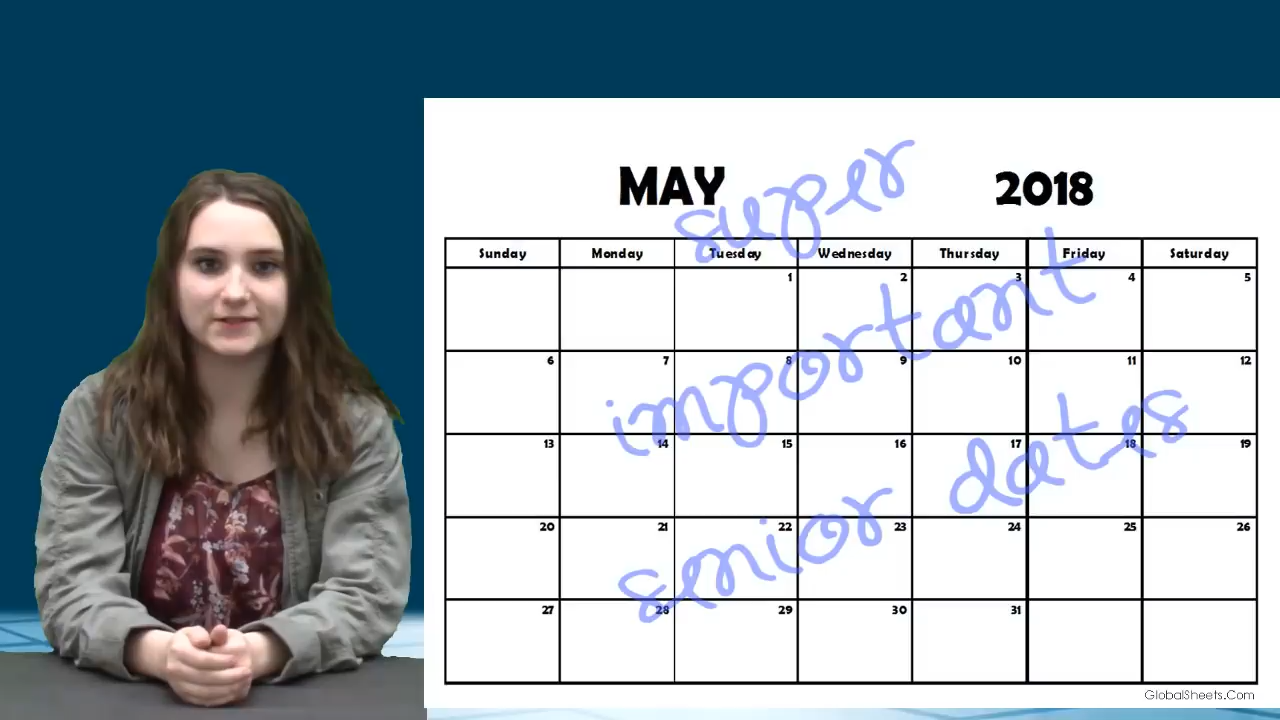 MAY 2018
super
Sunday Monday Tuesday Wednesday Thursday Friday Saturday
1 2 3 4 5
important
6 7 8 9 10 11 12
dates
13 14 15 16 17 18 19
senior
20 21 22 23 24 25 26
27 28 29 30 31
GlobalSheets.Com